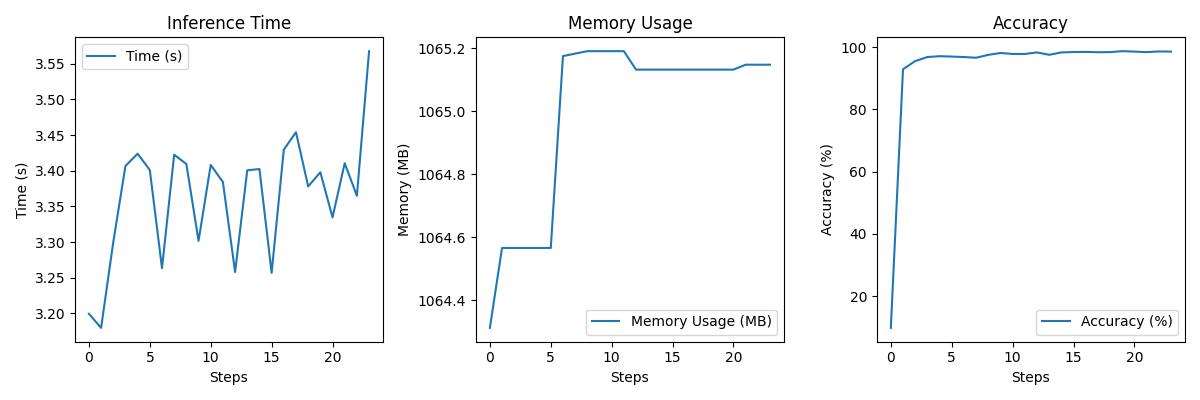 Inference Time
Time (s)
3.55
3.50
3.45
3.40
3.35
3.30
3.25
3.20
Time (s)
0 5 10 15 20
Steps
Memory Usage
1065.2
1065.0
1064.8
1064.6
1064.4
Memory (MB)
Memory Usage (MB)
0 5 10 15 20
Steps
Accuracy
100
80
60
40
20
Accuracy (%)
Accuracy (%)
0 5 10 15 20
Steps